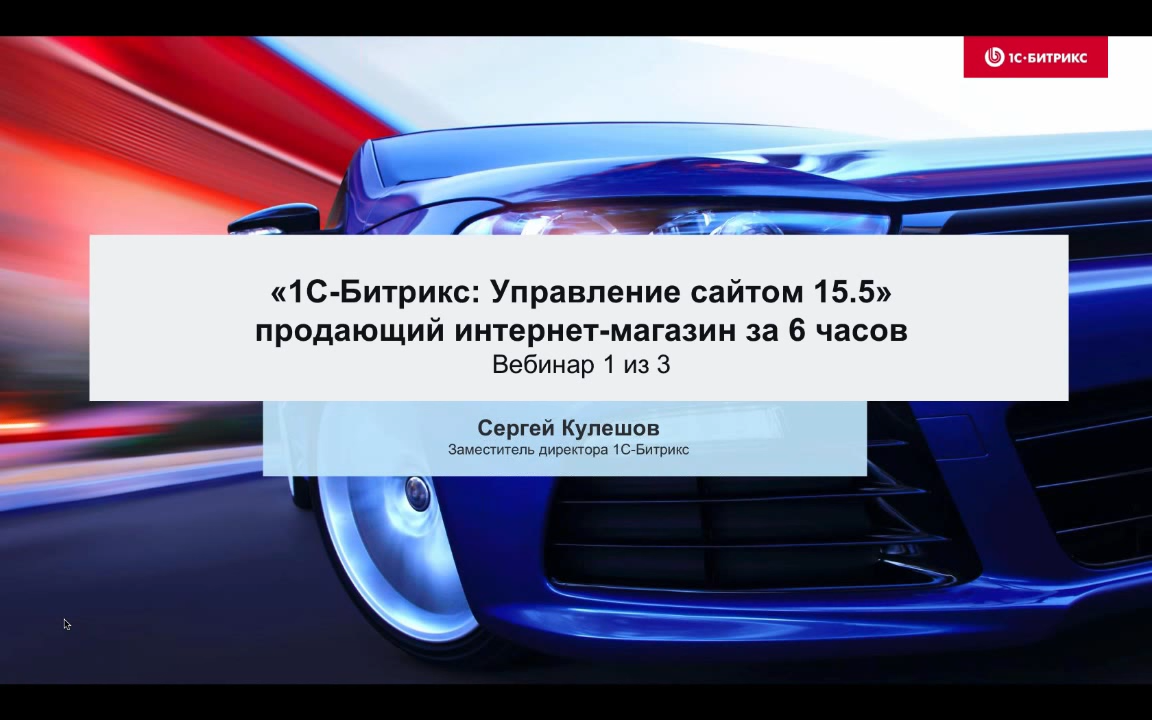 1С·БИТРИКС
«1С-Битрикс: Управление сайтом 15.5»
продающий интернет-магазин за 6 часов
Вебинар 1 из 3
Сергей Кулешов
Заместитель директора 1С-Битрикс